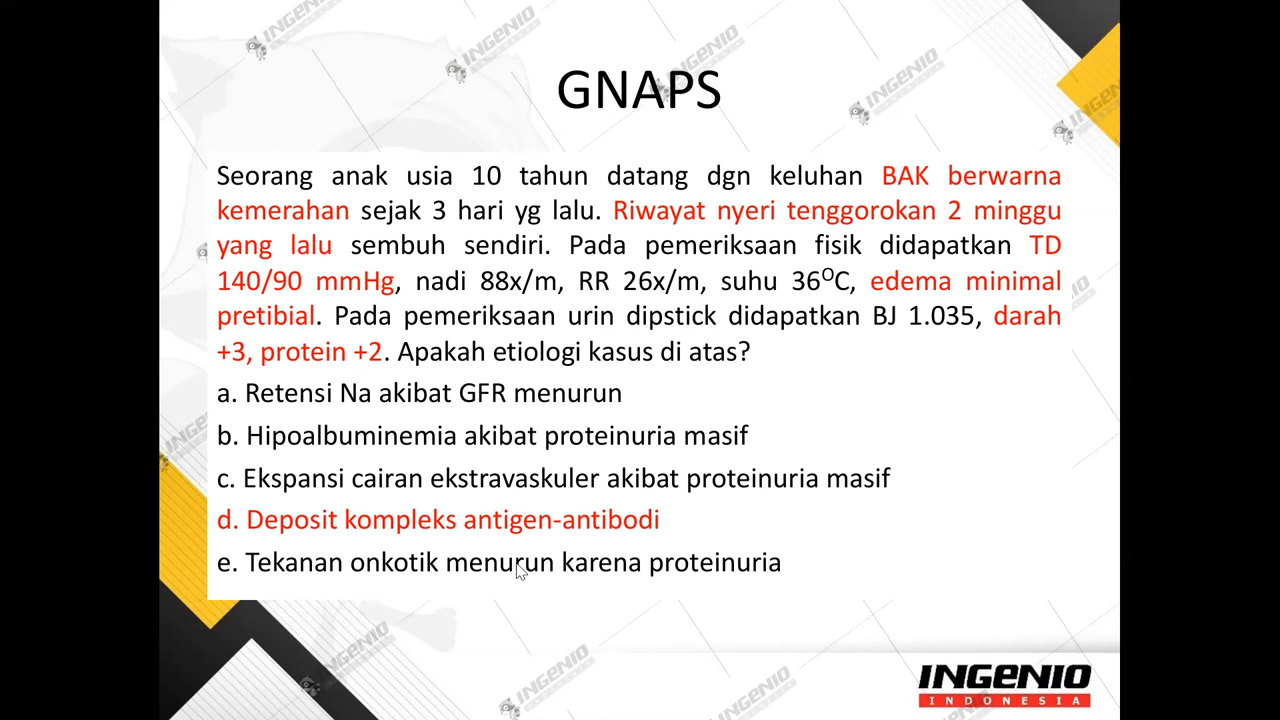 GNAPS
Seorang anak usia 10 tahun datang dgn keluhan BAK berwarna
kemerahan sejak 3 hari yg lalu. Riwayat nyeri tenggorokan 2 minggu
yang lalu sembuh sendiri. Pada pemeriksaan fisik didapatkan TD
140/90 mmHg, nadi 88x/m, RR 26x/m, suhu 36ᴼC, edema minimal
pretibial. Pada pemeriksaan urin dipstick didapatkan BJ 1.035, darah
+3, protein +2. Apakah etiologi kasus di atas?
a. Retensi Na akibat GFR menurun
b. Hipoalbuminemia akibat proteinuria masif
c. Ekspansi cairan ekstravaskuler akibat proteinuria masif
d. Deposit kompleks antigen-antibodi
e. Tekanan onkotik menurun karena proteinuria
INGENIO
INDONESIA